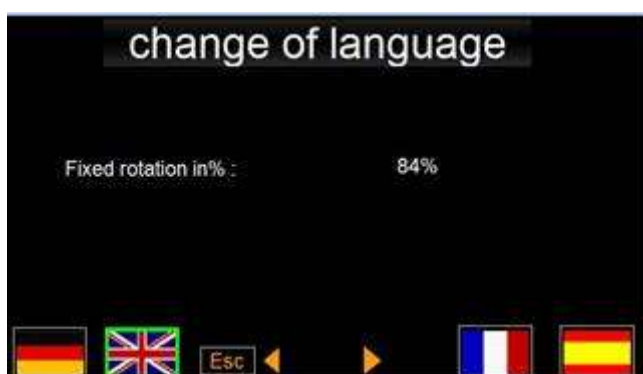 change of language
Fixed rotation in% :
84%
Esc